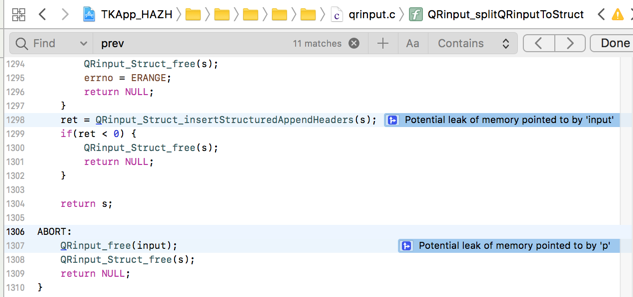 TKApp_HAZH
qrinput.c
QRinput_splitQRinputToStruct
Find
prev
11 matches
Aa
Contains
Done
1294 QRinput_Struct_free(s);
1295 errno = ERANGE;
1296 return NULL;
1297 }
1298 ret = QRinput_Struct_insertStructuredAppendHeaders(s); Potential leak of memory pointed to by 'input'
1299 if(ret < 0) {
1300 QRinput_Struct_free(s);
1301 return NULL;
1302 }
1303
1304 return s;
1305
1306 ABORT:
1307 QRinput_free(input); Potential leak of memory pointed to by 'p'
1308 QRinput_Struct_free(s);
1309 return NULL;
1310 }